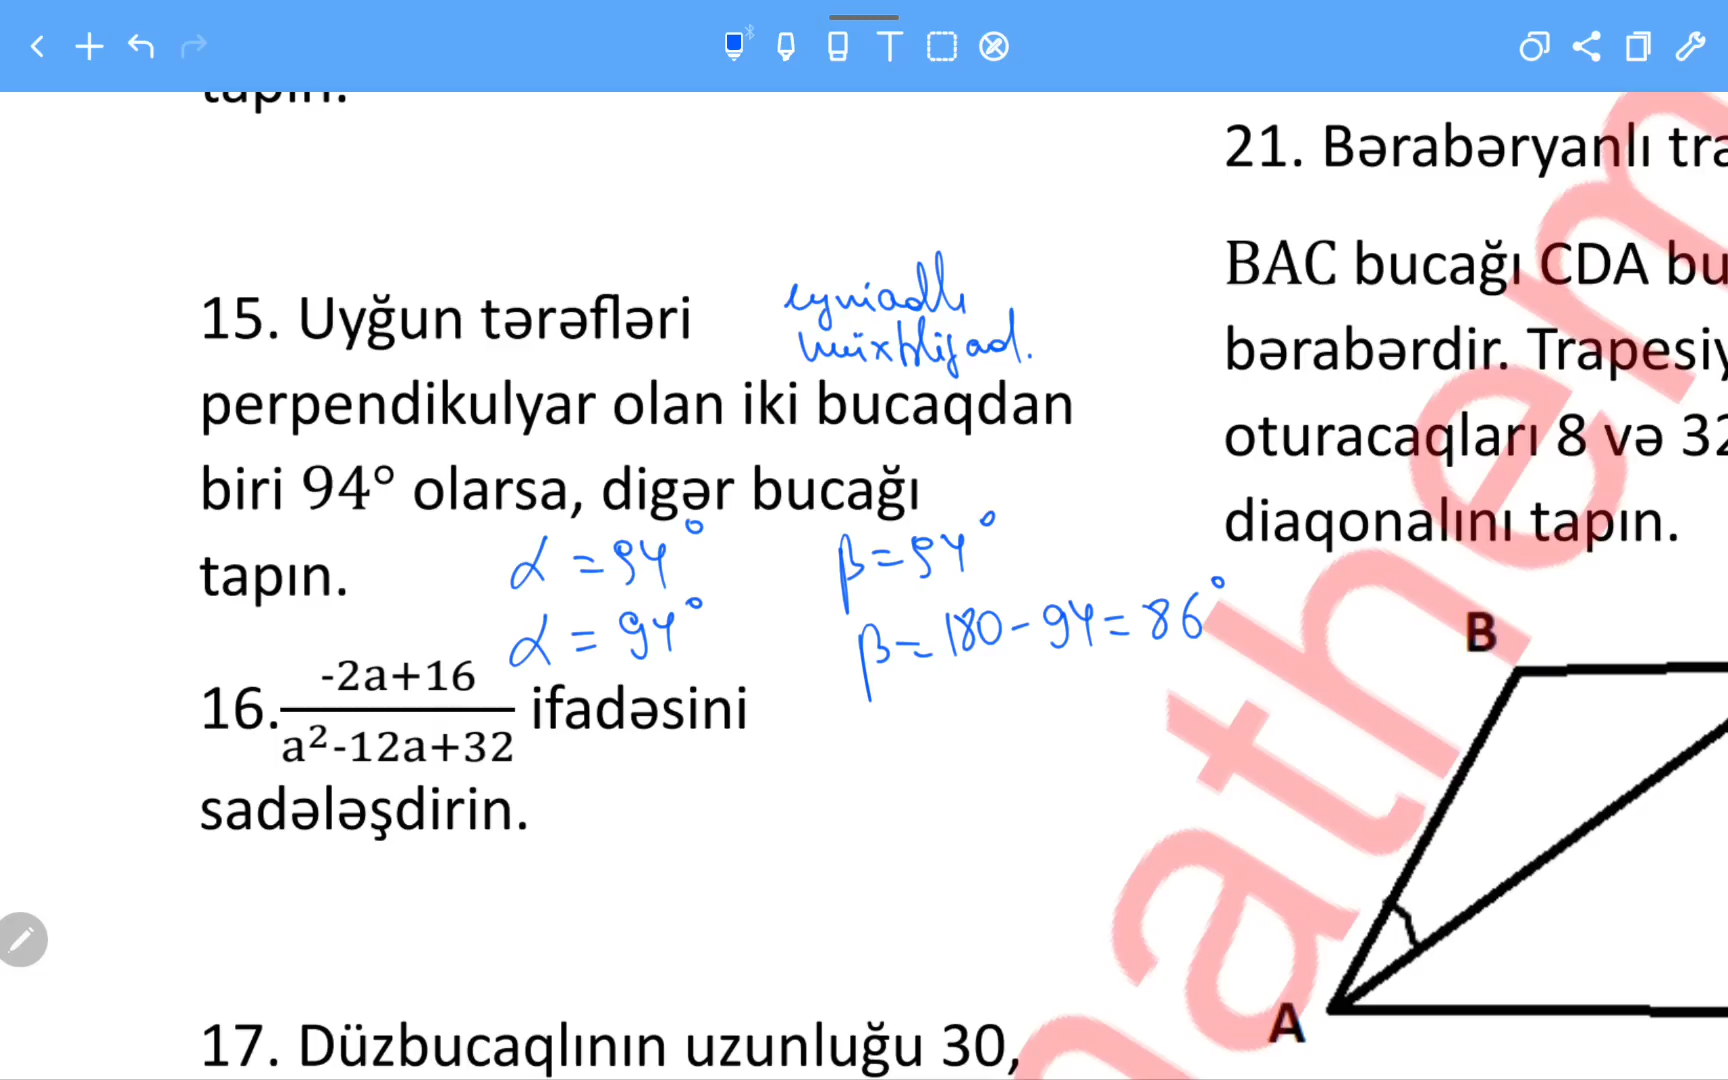 tapın.
15. Uyğun tərəfləri
eyniadlı
müxtəlifad.
perpendikulyar olan iki bucaqdan
biri 94° olarsa, digər bucağı
tapın.
α = 94° β = 94°
α = 94° β = 180 - 94 = 86°
16. -2a+16 / a²-12a+32 ifadəsini
sadələşdirin.
17. Düzbucaqlının uzunluğu 30,
21. Bərabəryanlı tra
BAC bucağı CDA bu
bərabərdir. Trapesiy
oturacaqları 8 və 32
diaqonalını tapın.
B
A
mathem